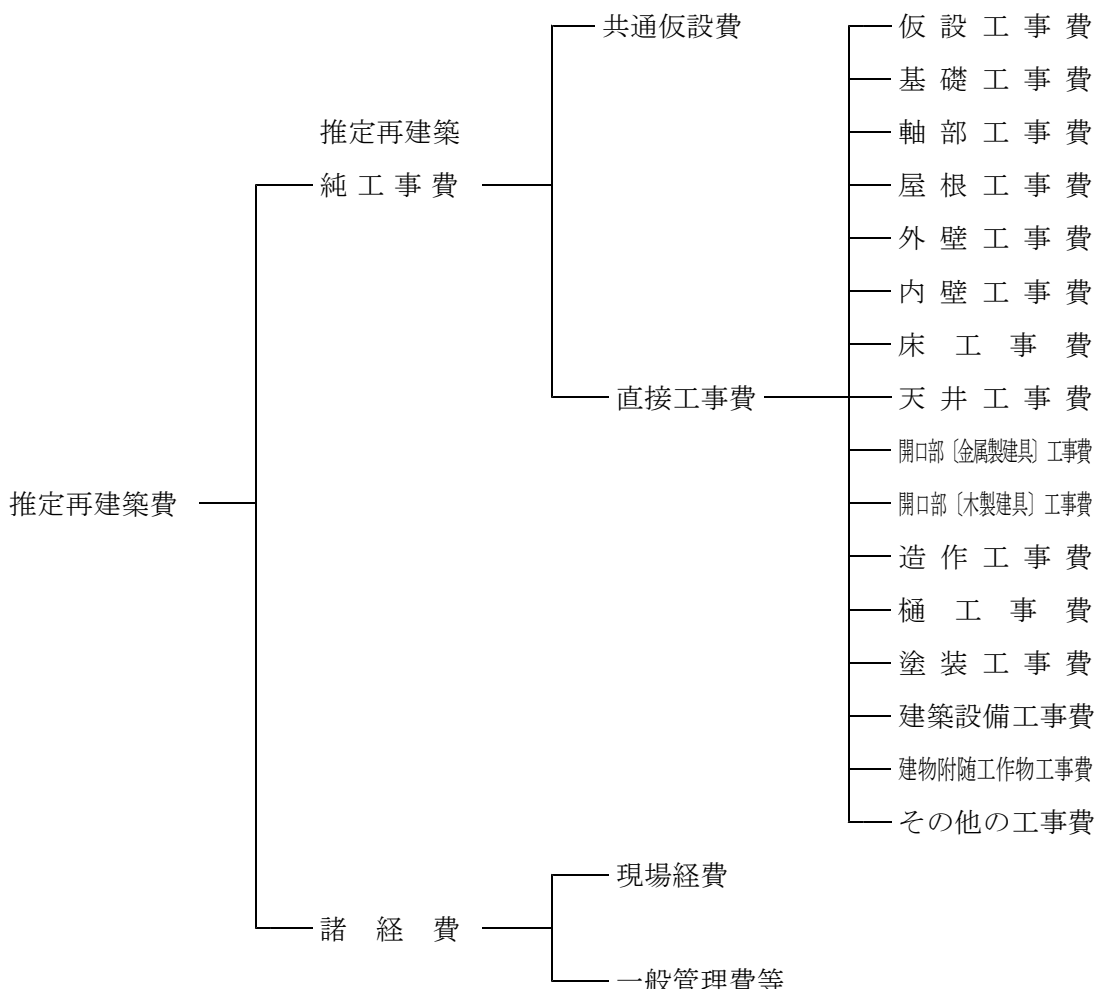 共通仮設費
仮設工事費
基礎工事費
推定再建築
軸部工事費
純工事費
屋根工事費
外壁工事費
内壁工事費
床工事費
直接工事費
天井工事費
開口部〔金属製建具〕工事費
推定再建築費
開口部〔木製建具〕工事費
造作工事費
樋工事費
塗装工事費
建築設備工事費
建物附随工作物工事費
その他の工事費
現場経費
諸経費
一般管理費等